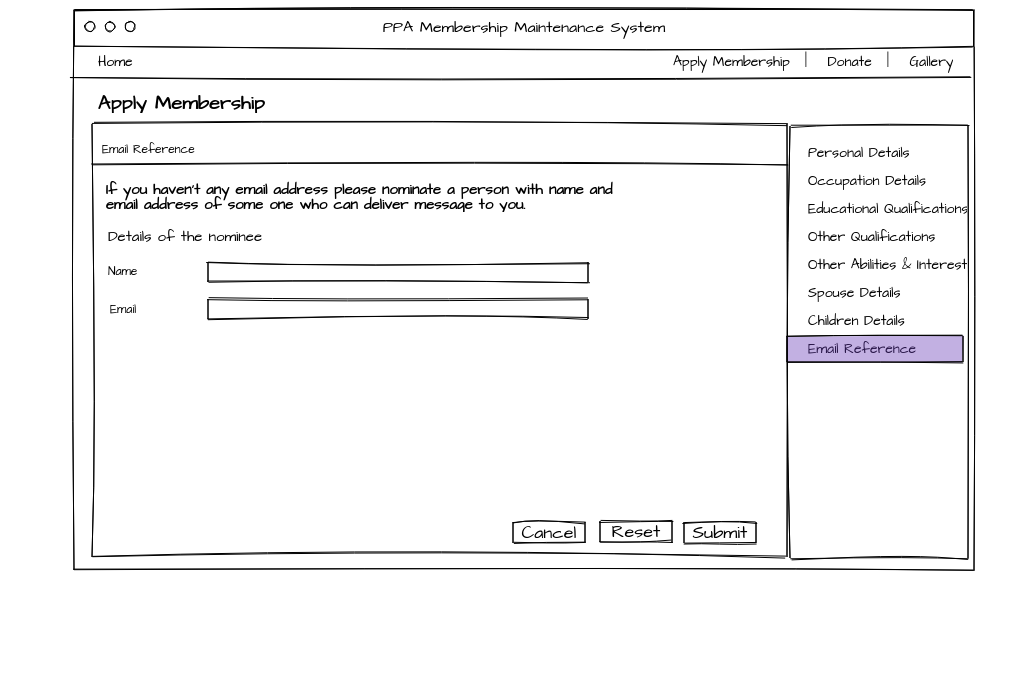 PPA Membership Maintenance System
Home
Apply Membership
Donate
Gallery
Apply Membership
Email Reference
If you haven't any email address please nominate a person with name and
email address of some one who can deliver message to you.
Details of the nominee
Name
Email
Cancel
Reset
Submit
Personal Details
Occupation Details
Educational Qualifications
Other Qualifications
Other Abilities & Interest
Spouse Details
Children Details
Email Reference